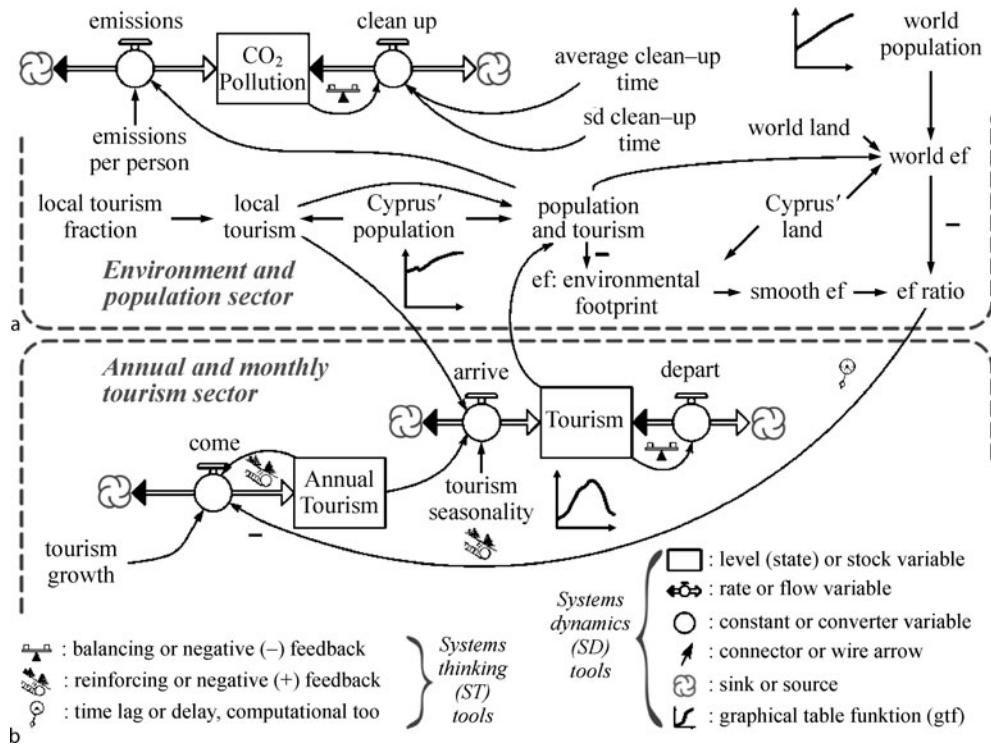 a
emissions
clean up
CO₂
Pollution
average clean–up
time
sd clean–up
time
emissions
per person
world
population
world land
world ef
local tourism
fraction
local
tourism
Cyprus'
population
population
and tourism
Cyprus'
land
–
–
ef: environmental
footprint
smooth ef
ef ratio
Environment and
population sector
b
Annual and monthly
tourism sector
arrive
depart
Tourism
come
Annual
Tourism
tourism
seasonality
–
tourism
growth
: balancing or negative (–) feedback
: reinforcing or negative (+) feedback
: time lag or delay, computational too
Systems
thinking
(ST)
tools
Systems
dynamics
(SD)
tools
: level (state) or stock variable
: rate or flow variable
: constant or converter variable
: connector or wire arrow
: sink or source
: graphical table funktion (gtf)